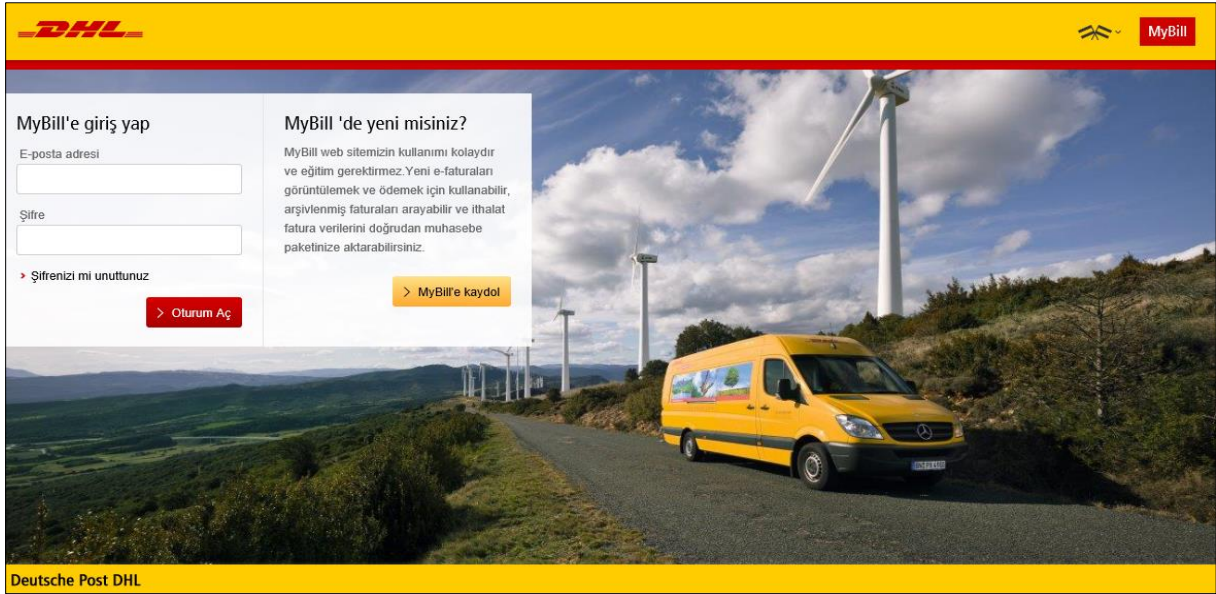 DHL
MyBill
MyBill'e giriş yap
E-posta adresi
Şifre
Şifrenizi mi unuttunuz
> Oturum Aç
MyBill 'de yeni misiniz?
MyBill web sitemizin kullanımı kolaydır
ve eğitim gerektirmez.Yeni e-faturaları
görüntülemek ve ödemek için kullanabilir,
arşivlenmiş faturaları arayabilir ve ithalat
fatura verilerini doğrudan muhasebe
paketinize aktarabilirsiniz.
> MyBill'e kaydol
Deutsche Post DHL